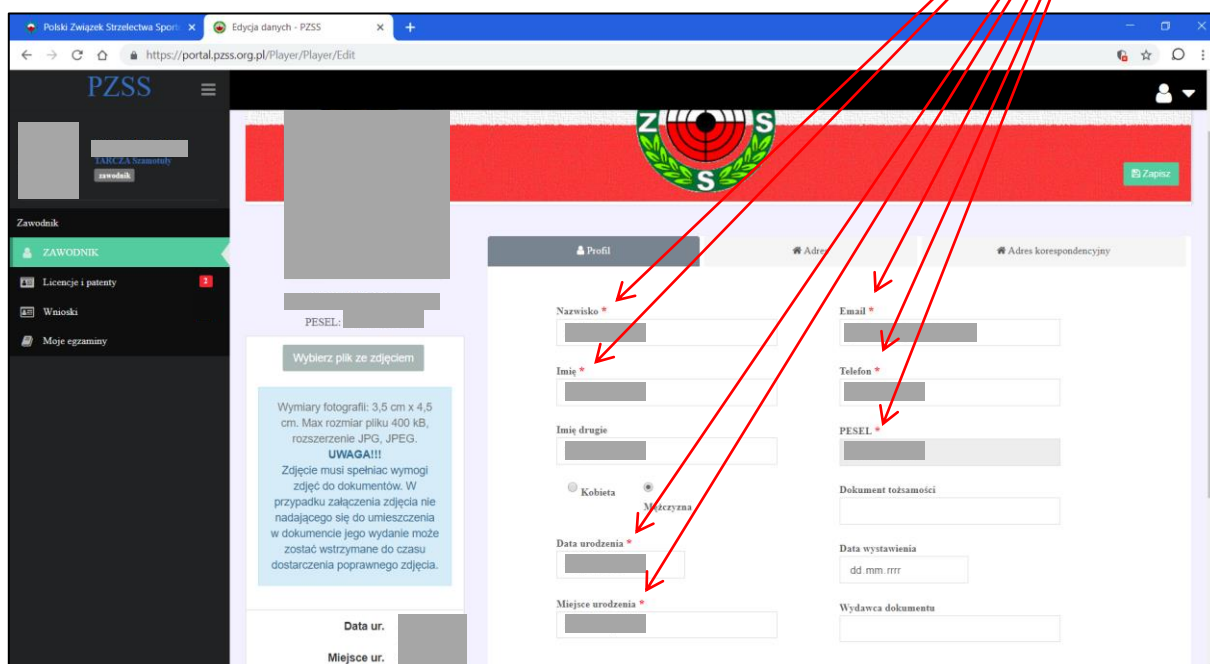 Polski Związek Strzelectwa Sport
Edycja danych - PZSS
https://portal.pzss.org.pl/Player/Player/Edit
PZSS
TARCZA Szamotuły
zawodnik
Zawodnik
ZAWODNIK
Licencje i patenty
Wnioski
Moje egzaminy
Z S
S
Zapisz
PESEL:
Wybierz plik ze zdjęciem
Wymiary fotografii: 3,5 cm x 4,5
cm. Max rozmiar pliku 400 kB,
rozszerzenie JPG, JPEG.
UWAGA!!!
Zdjęcie musi spełniac wymogi
zdjęć do dokumentów. W
przypadku załączenia zdjęcia nie
nadającego się do umieszczenia
w dokumencie jego wydanie może
zostać wstrzymane do czasu
dostarczenia poprawnego zdjęcia.
Data ur.
Miejsce ur.
Profil
Adres
Adres korespondencyjny
Nazwisko *
Imię *
Imię drugie
Kobieta
Mężczyzna
Data urodzenia *
Miejsce urodzenia *
Email *
Telefon *
PESEL *
Dokument tożsamości
Data wystawienia
dd.mm.rrrr
Wydawca dokumentu